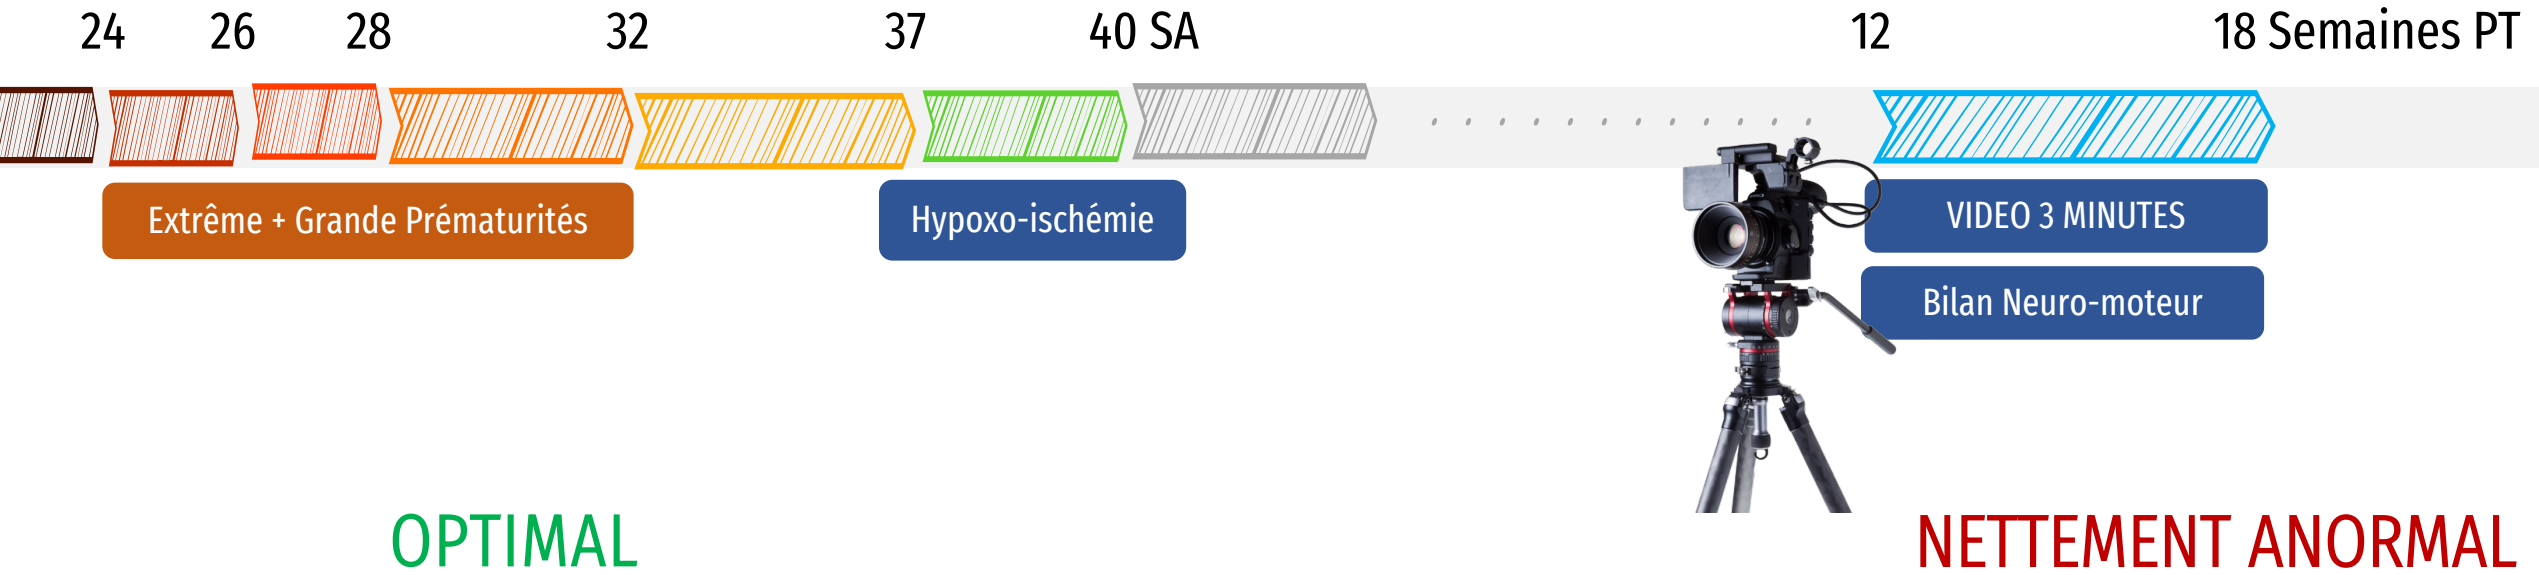 24 26 28 32 37 40 SA 12 18 Semaines PT
Extrême + Grande Prématurités
Hypoxo-ischémie
VIDEO 3 MINUTES
Bilan Neuro-moteur
OPTIMAL
NETTEMENT ANORMAL